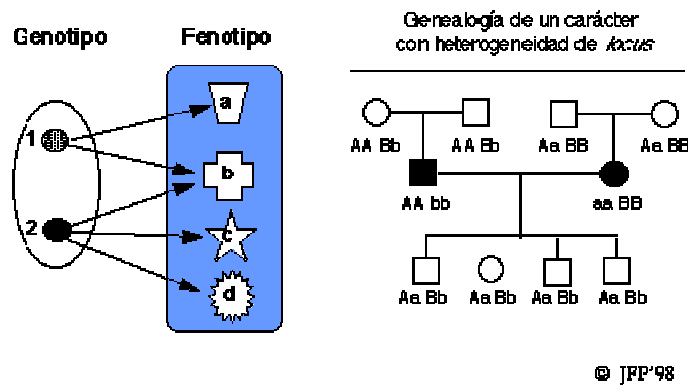 Genotipo
Fenotipo
1
2
a
b
c
d
Genealogía de un carácter
con heterogeneidad de locus
AA Bb AA Bb Aa BB Aa BB
AA bb aa BB
Aa Bb Aa Bb Aa Bb Aa Bb
© JFP'98